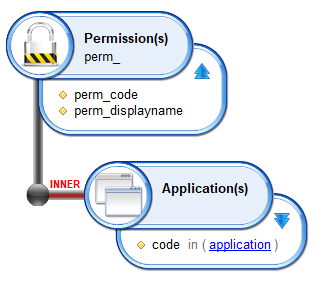 Permission(s)
perm_
perm_code
perm_displayname
INNER
Application(s)
code in ( application )